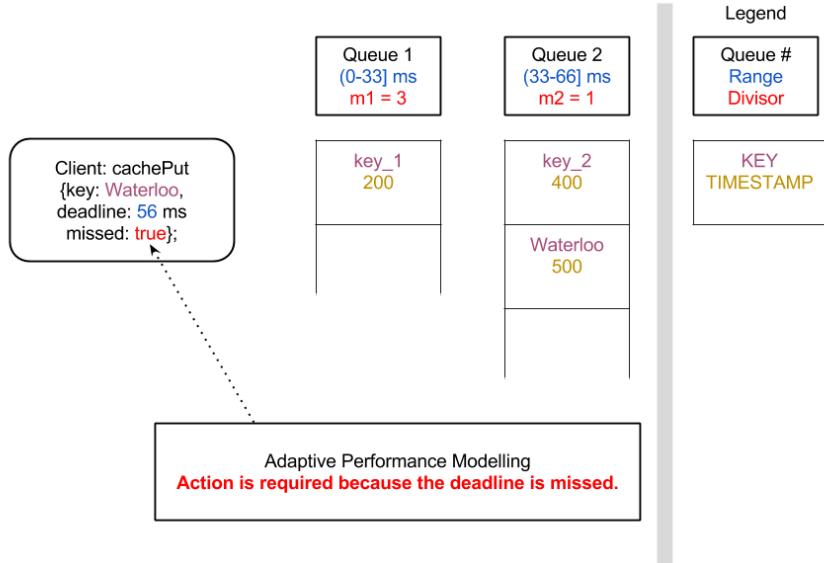 Legend
Queue 1
(0-33] ms
m1 = 3
Queue 2
(33-66] ms
m2 = 1
Queue #
Range
Divisor
Client: cachePut
{key: Waterloo,
deadline: 56 ms
missed: true};
key_1
200
key_2
400
KEY
TIMESTAMP
Waterloo
500
Adaptive Performance Modelling
Action is required because the deadline is missed.